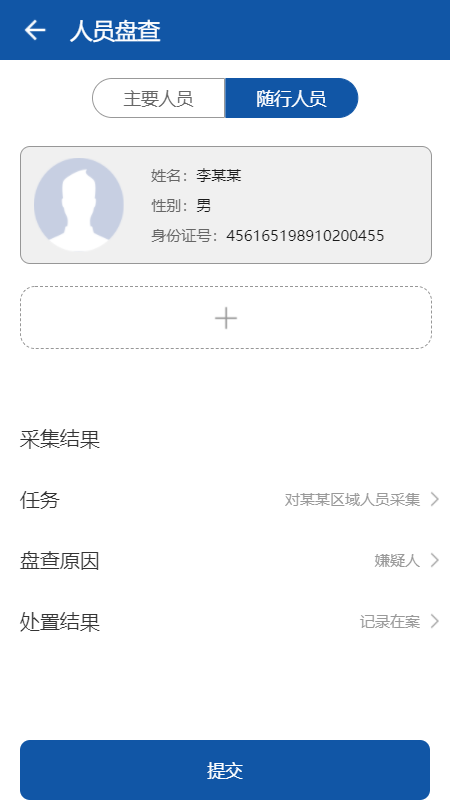 人员盘查
主要人员 随行人员
姓名：李某某
性别：男
身份证号：456165198910200455
采集结果
任务 对某某区域人员采集
盘查原因 嫌疑人
处置结果 记录在案
提交